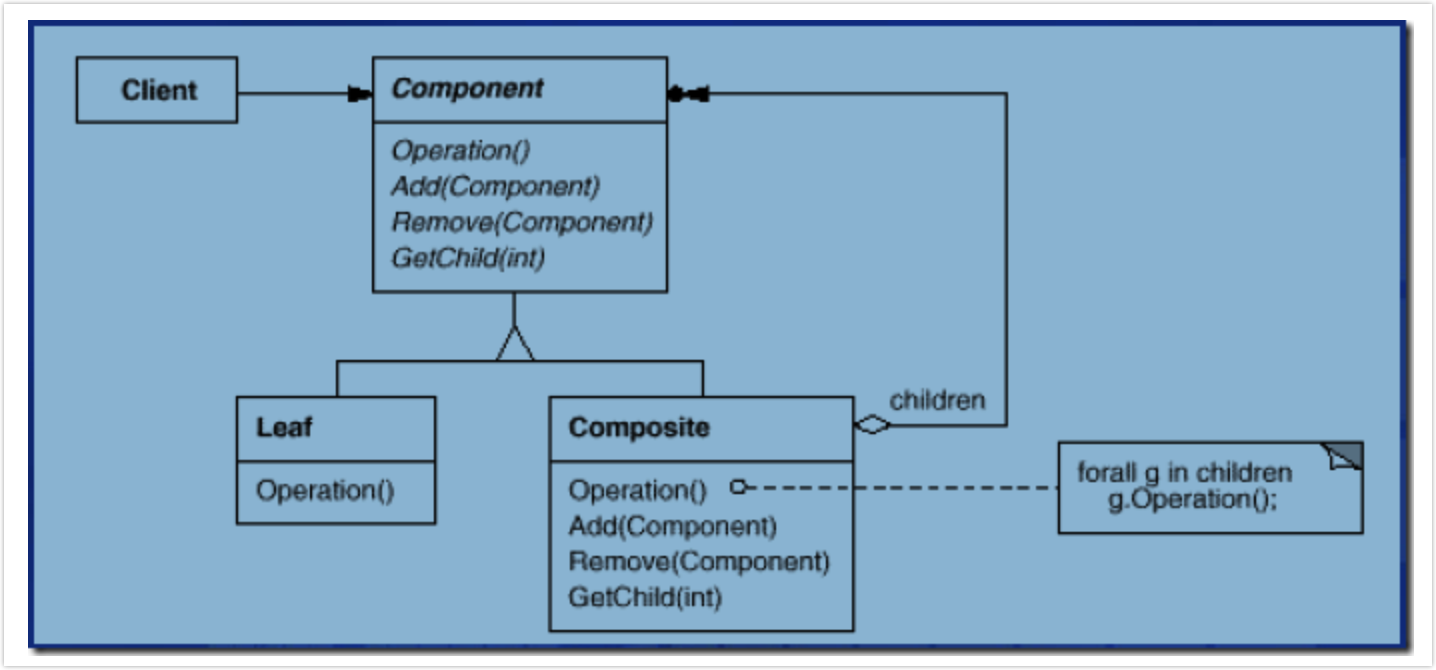 Client
Component
Operation()
Add(Component)
Remove(Component)
GetChild(int)
Leaf
Operation()
Composite
Operation()
Add(Component)
Remove(Component)
GetChild(int)
children
forall g in children
g.Operation();